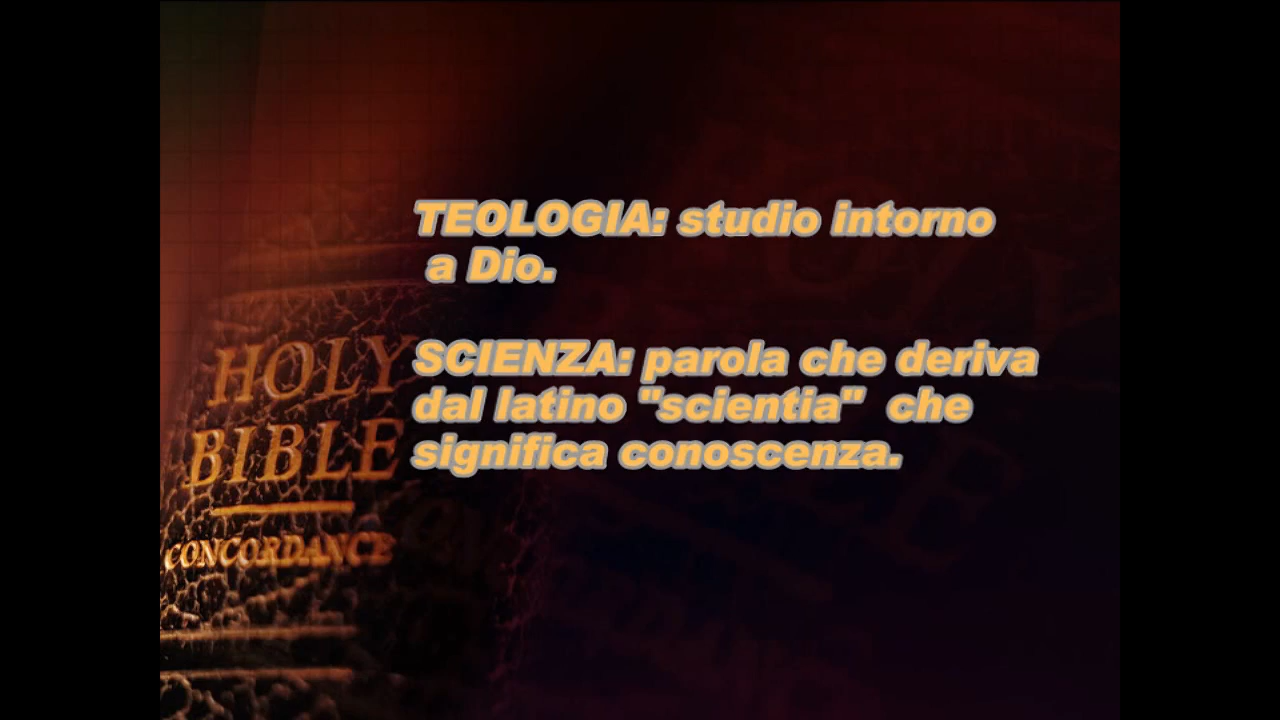 TEOLOGIA: studio intorno
a Dio.
SCIENZA: parola che deriva
dal latino "scientia" che
significa conoscenza.
HOLY
BIBLE
CONCORDANCE